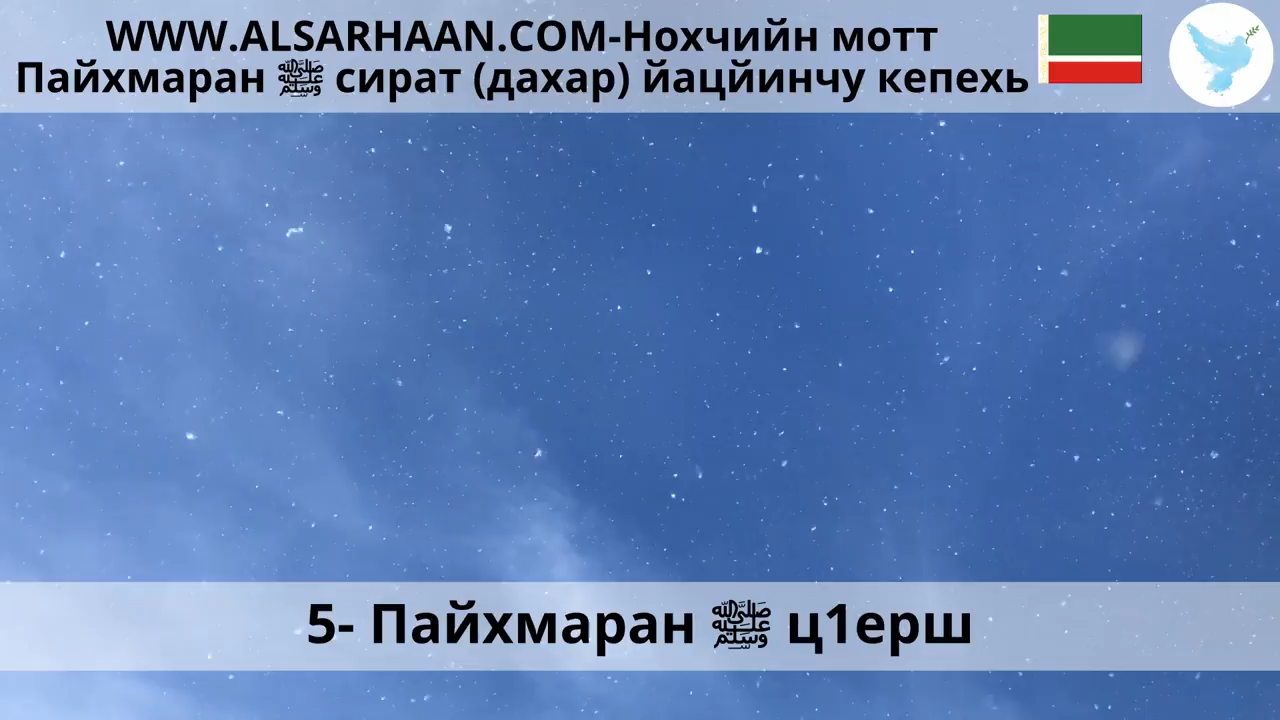 WWW.ALSARHAAN.COM-Нохчийн мотт
Пайхмаран ﷺ сират (дахар) йацйинчу кепехь
5- Пайхмаран ﷺ ц1ерш